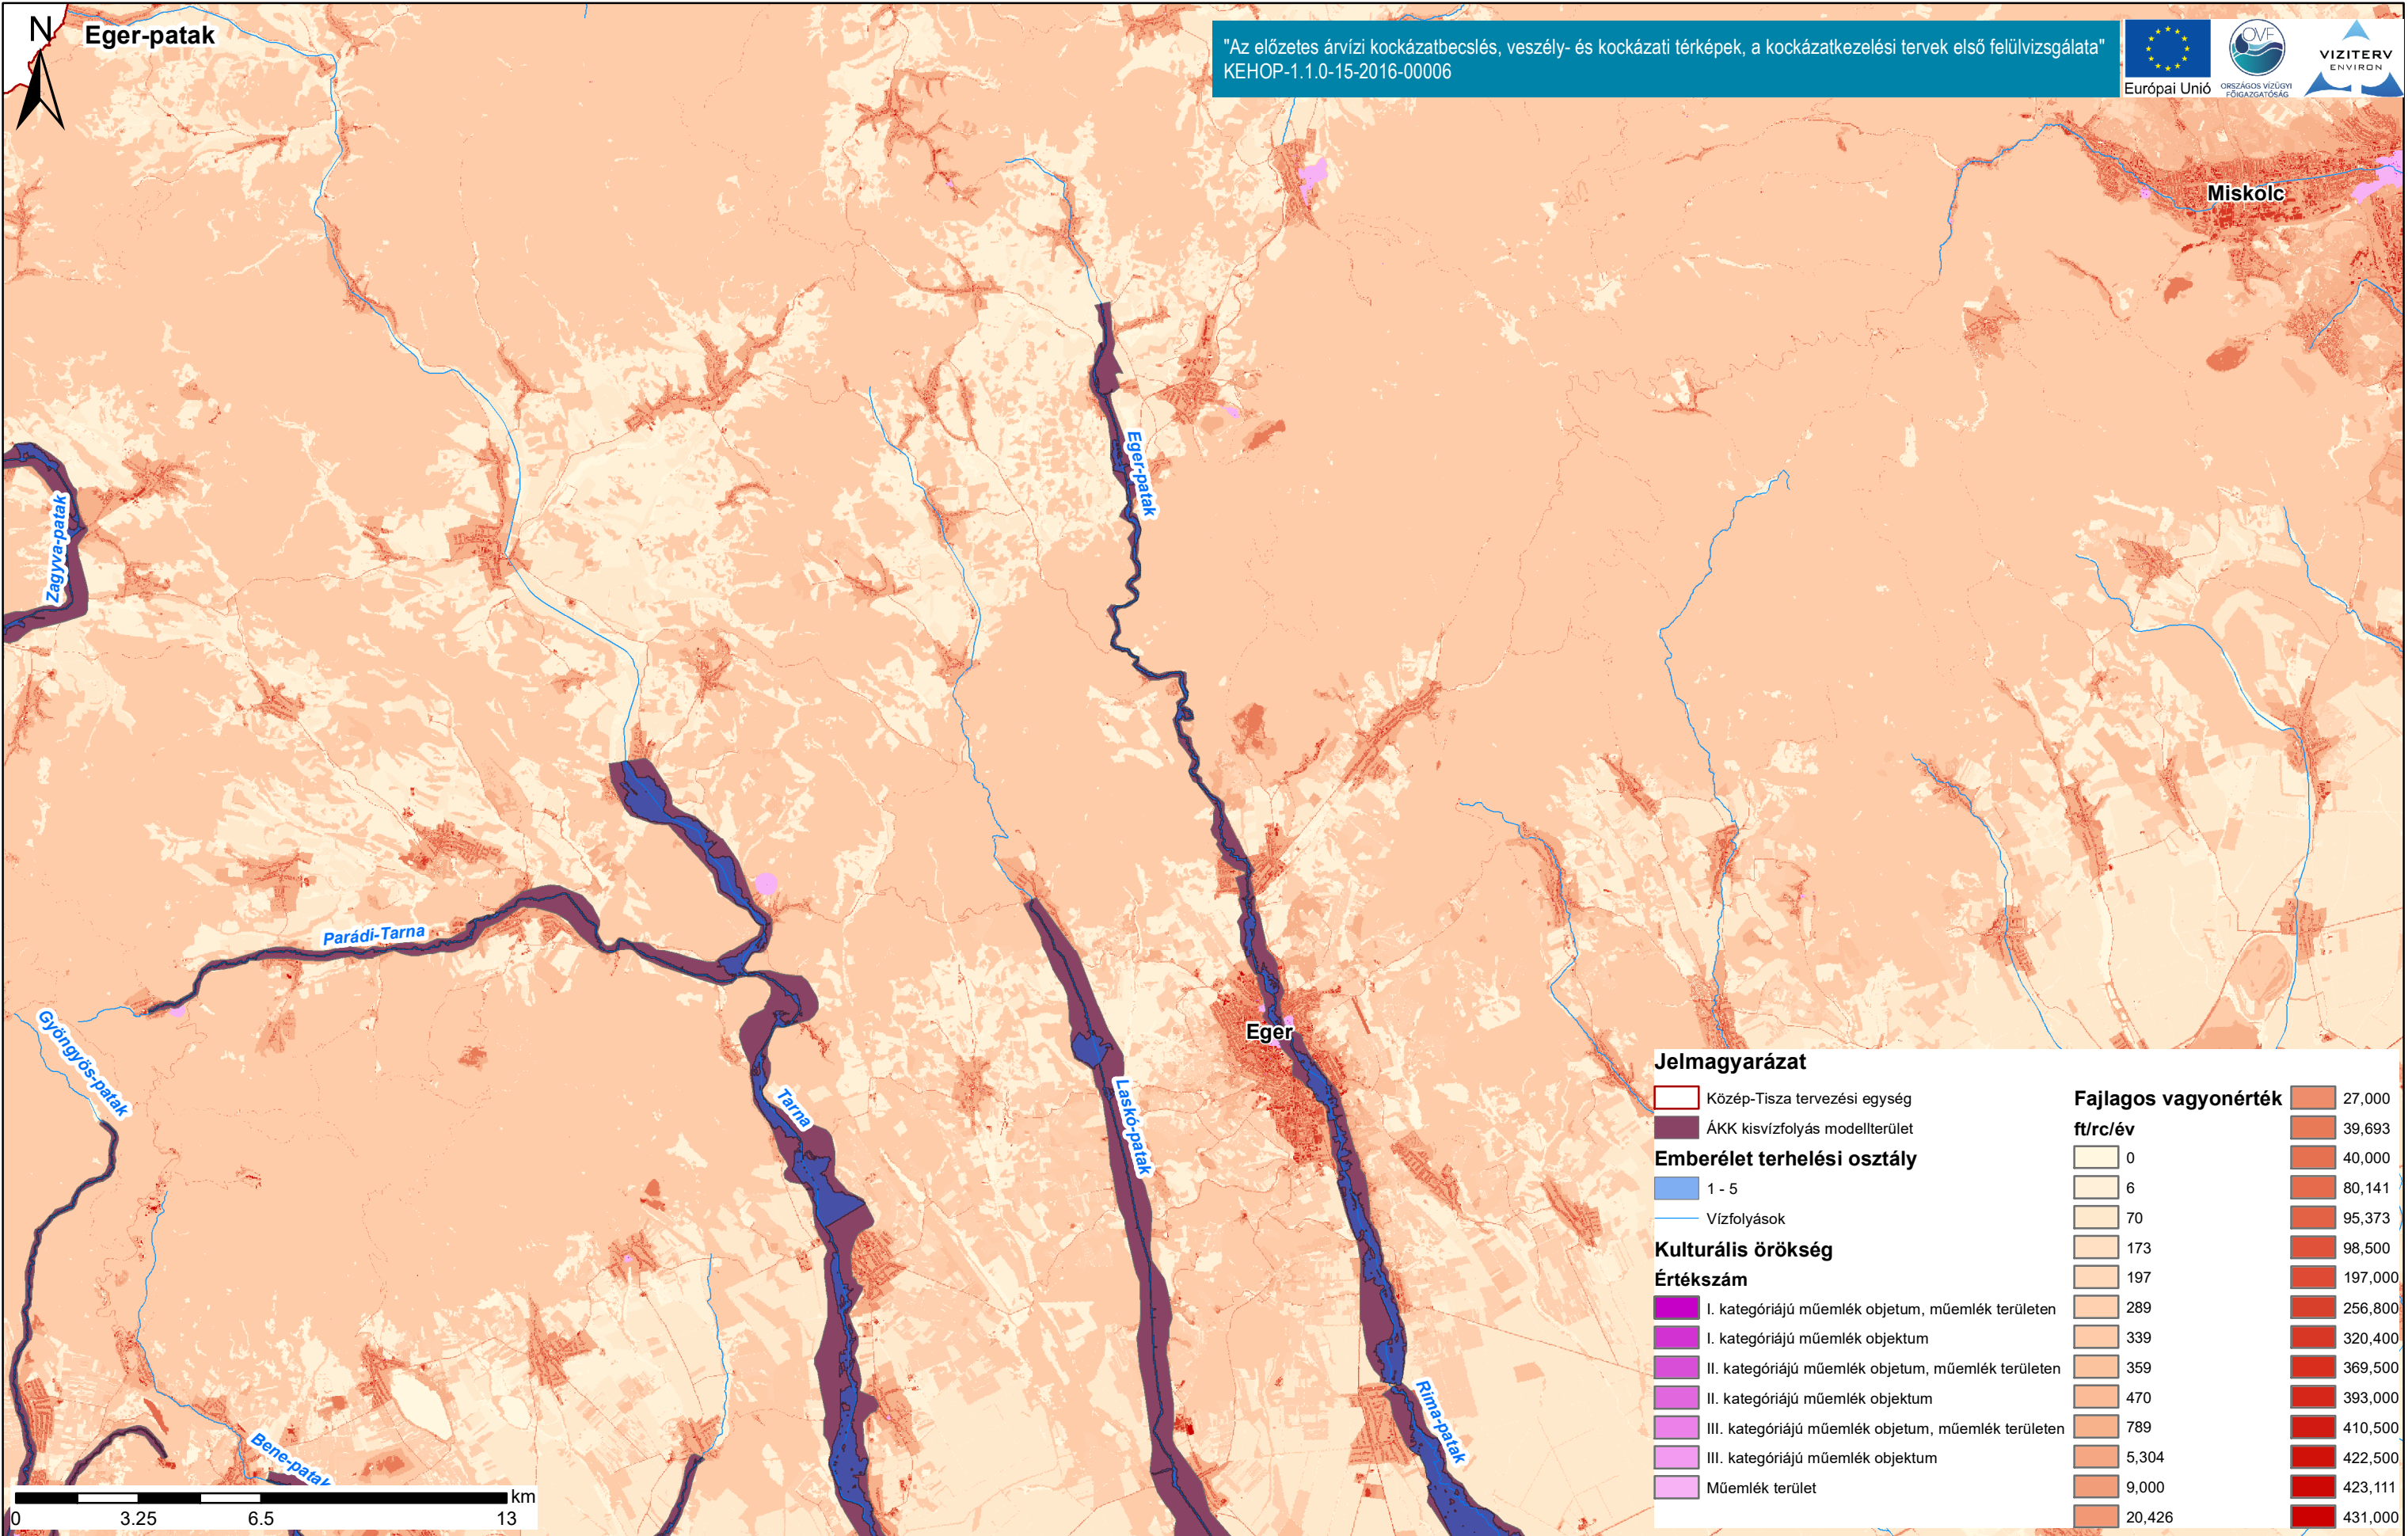 N
Eger-patak
"Az előzetes árvízi kockázatbecslés, veszély- és kockázati térképek, a kockázatkezelési tervek első felülvizsgálata"
KEHOP-1.1.0-15-2016-00006
Európai Unió
OVF
ORSZÁGOS VÍZÜGYI
FŐIGAZGATÓSÁG
VIZITERV
ENVIRON
Miskolc
Eger-patak
Zagyva-patak
Parádi-Tarna
Gyöngyös-patak
Tarna
Laskó-patak
Eger
Rima-patak
Bene-patak
km
0
3.25
6.5
13
Jelmagyarázat
Közép-Tisza tervezési egység
ÁKK kisvízfolyás modellterület
Emberélet terhelési osztály
1 - 5
Vízfolyások
Kulturális örökség
Értékszám
I. kategóriájú műemlék objetum, műemlék területen
I. kategóriájú műemlék objektum
II. kategóriájú műemlék objetum, műemlék területen
II. kategóriájú műemlék objektum
III. kategóriájú műemlék objetum, műemlék területen
III. kategóriájú műemlék objektum
Műemlék terület
Fajlagos vagyonérték
ft/rc/év
0
6
70
173
197
289
339
359
470
789
5,304
9,000
20,426
27,000
39,693
40,000
80,141
95,373
98,500
197,000
256,800
320,400
369,500
393,000
410,500
422,500
423,111
431,000